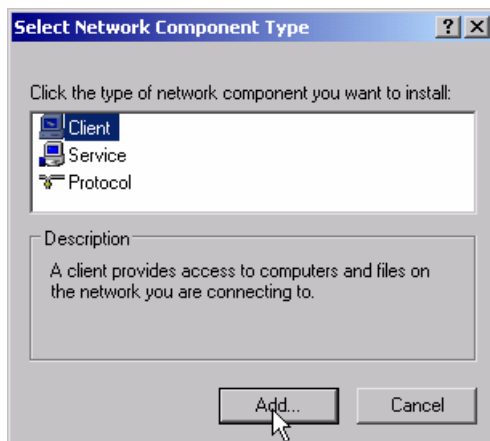 Select Network Component Type
Click the type of network component you want to install:
Client
Service
Protocol
Description
A client provides access to computers and files on
the network you are connecting to.
Add...
Cancel